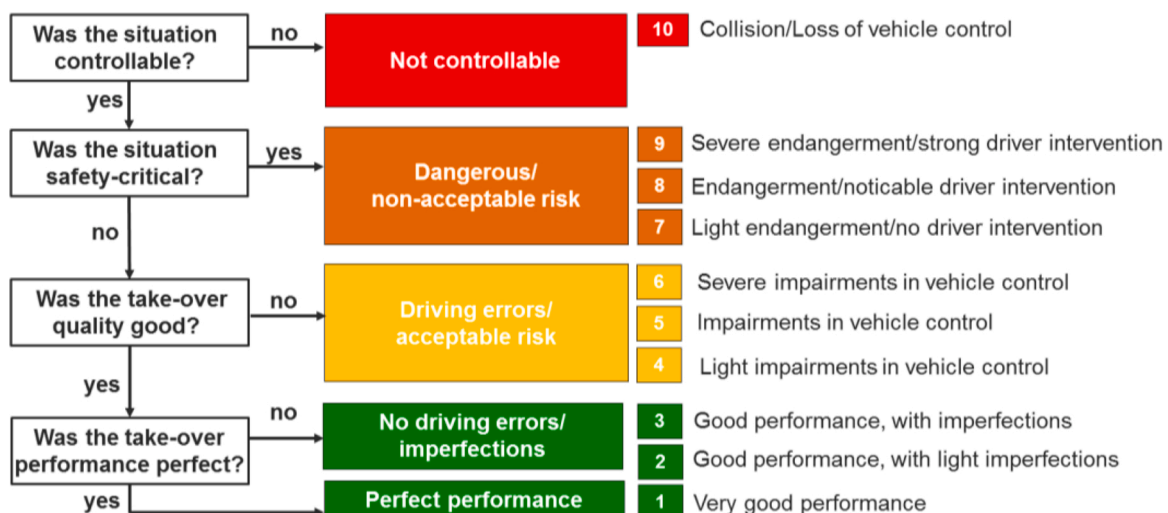 Was the situation
controllable?
no
Not controllable
10 Collision/Loss of vehicle control
yes
Was the situation
safety-critical?
yes
Dangerous/
non-acceptable risk
9 Severe endangerment/strong driver intervention
8 Endangerment/noticable driver intervention
7 Light endangerment/no driver intervention
no
Was the take-over
quality good?
no
Driving errors/
acceptable risk
6 Severe impairments in vehicle control
5 Impairments in vehicle control
4 Light impairments in vehicle control
yes
Was the take-over
performance perfect?
no
No driving errors/
imperfections
3 Good performance, with imperfections
2 Good performance, with light imperfections
yes
Perfect performance
1 Very good performance